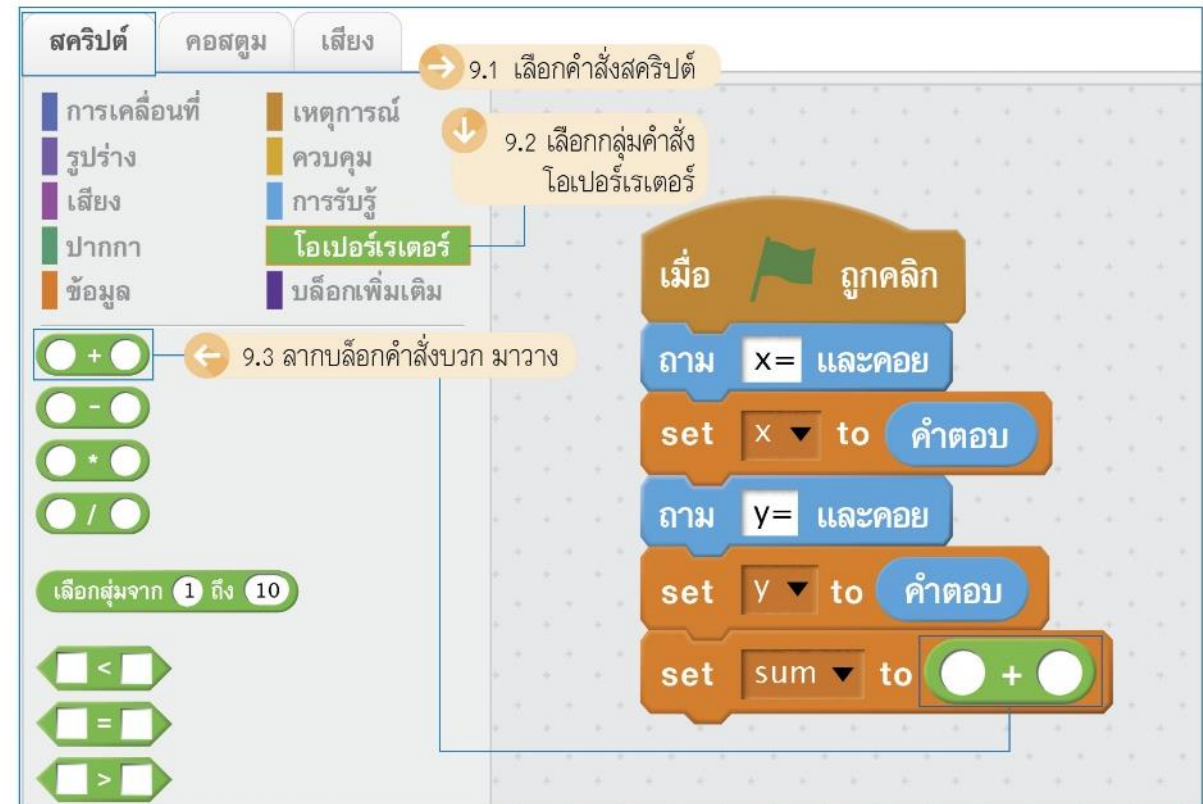 สคริปต์ คอสตูม เสียง
9.1 เลือกคำสั่งสคริปต์
การเคลื่อนที่ เหตุการณ์
รูปร่าง ควบคุม
เสียง การรับรู้
ปากกา โอเปอร์เรเตอร์
ข้อมูล บล็อกเพิ่มเติม
9.2 เลือกกลุ่มคำสั่ง
โอเปอร์เรเตอร์
+
-
*
/
เลือกสุ่มจาก 1 ถึง 10
<
=
>
9.3 ลากบล็อกคำสั่งบวก มาวาง
เมื่อ ถูกคลิก
ถาม x= และคอย
set x to คำตอบ
ถาม y= และคอย
set y to คำตอบ
set sum to +